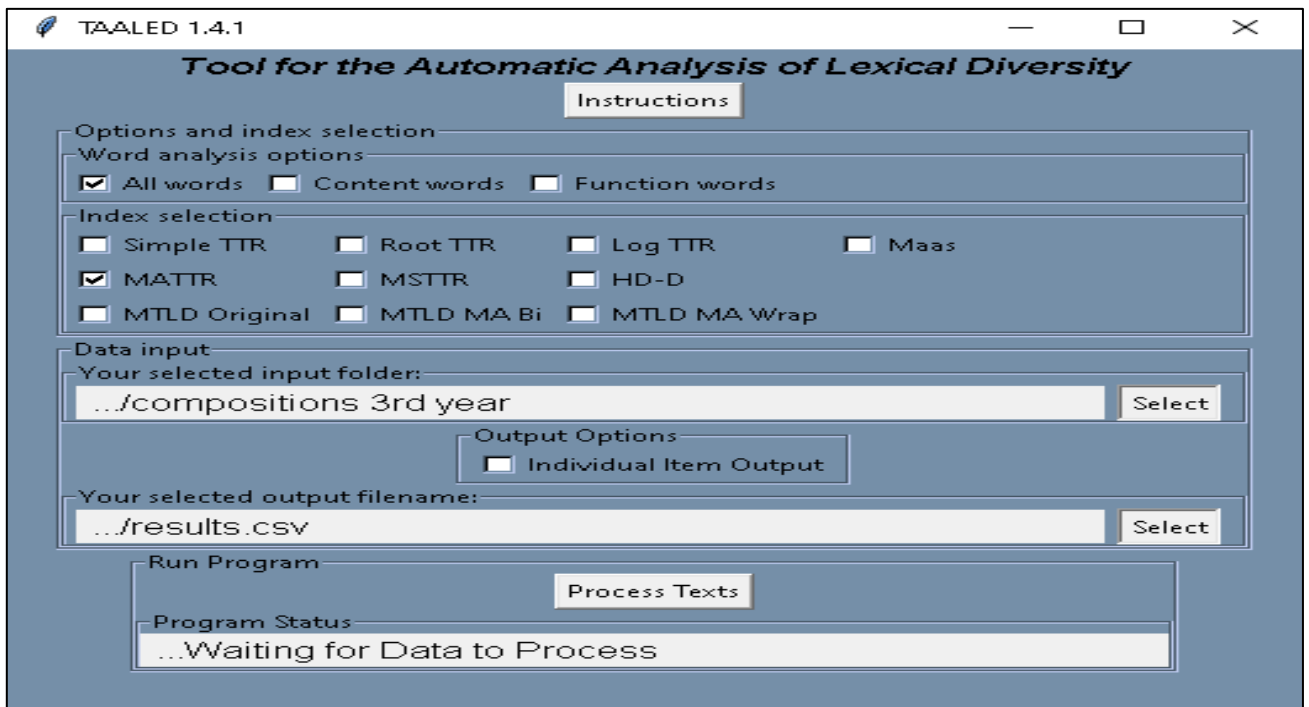 TAALED 1.4.1
Tool for the Automatic Analysis of Lexical Diversity
Instructions
Options and index selection
Word analysis options
All words Content words Function words
Index selection
Simple TTR Root TTR Log TTR Maas
MATTR MSTTR HD-D
MTLD Original MTLD MA Bi MTLD MA Wrap
Data input
Your selected input folder:
.../compositions 3rd year Select
Output Options
Individual Item Output
Your selected output filename:
.../results.csv Select
Run Program
Process Texts
Program Status
...Waiting for Data to Process